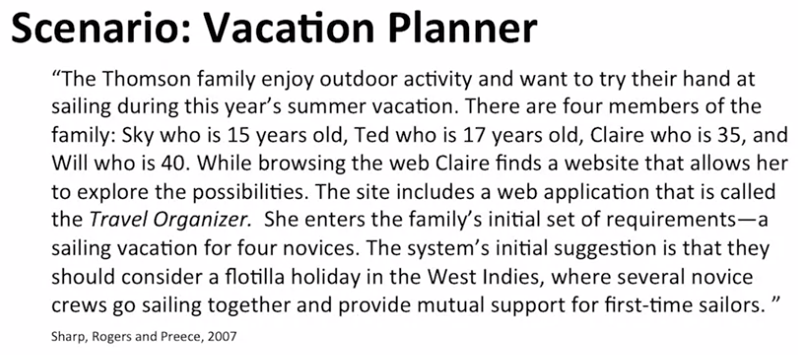 Scenario: Vacation Planner
“The Thomson family enjoy outdoor activity and want to try their hand at
sailing during this year’s summer vacation. There are four members of the
family: Sky who is 15 years old, Ted who is 17 years old, Claire who is 35, and
Will who is 40. While browsing the web Claire finds a website that allows her
to explore the possibilities. The site includes a web application that is called
the Travel Organizer. She enters the family’s initial set of requirements—a
sailing vacation for four novices. The system’s initial suggestion is that they
should consider a flotilla holiday in the West Indies, where several novice
crews go sailing together and provide mutual support for first-time sailors. ”
Sharp, Rogers and Preece, 2007